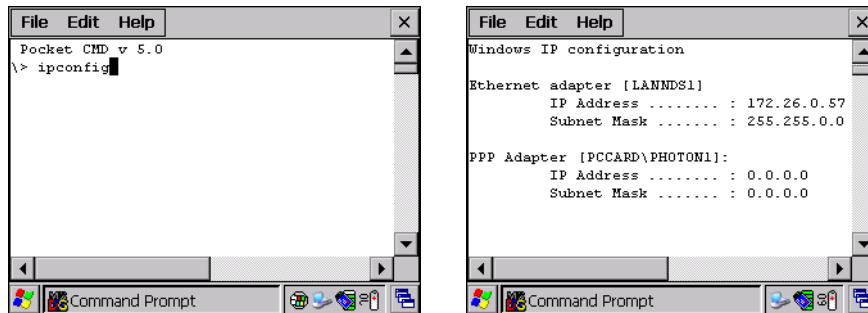 File Edit Help
Pocket CMD v 5.0
\> ipconfig
Command Prompt
File Edit Help
Windows IP configuration
Ethernet adapter [LANNDS1]
IP Address ........ : 172.26.0.57
Subnet Mask ....... : 255.255.0.0
PPP Adapter [PCCARD\PHOTON1]:
IP Address ........ : 0.0.0.0
Subnet Mask ....... : 0.0.0.0
Command Prompt